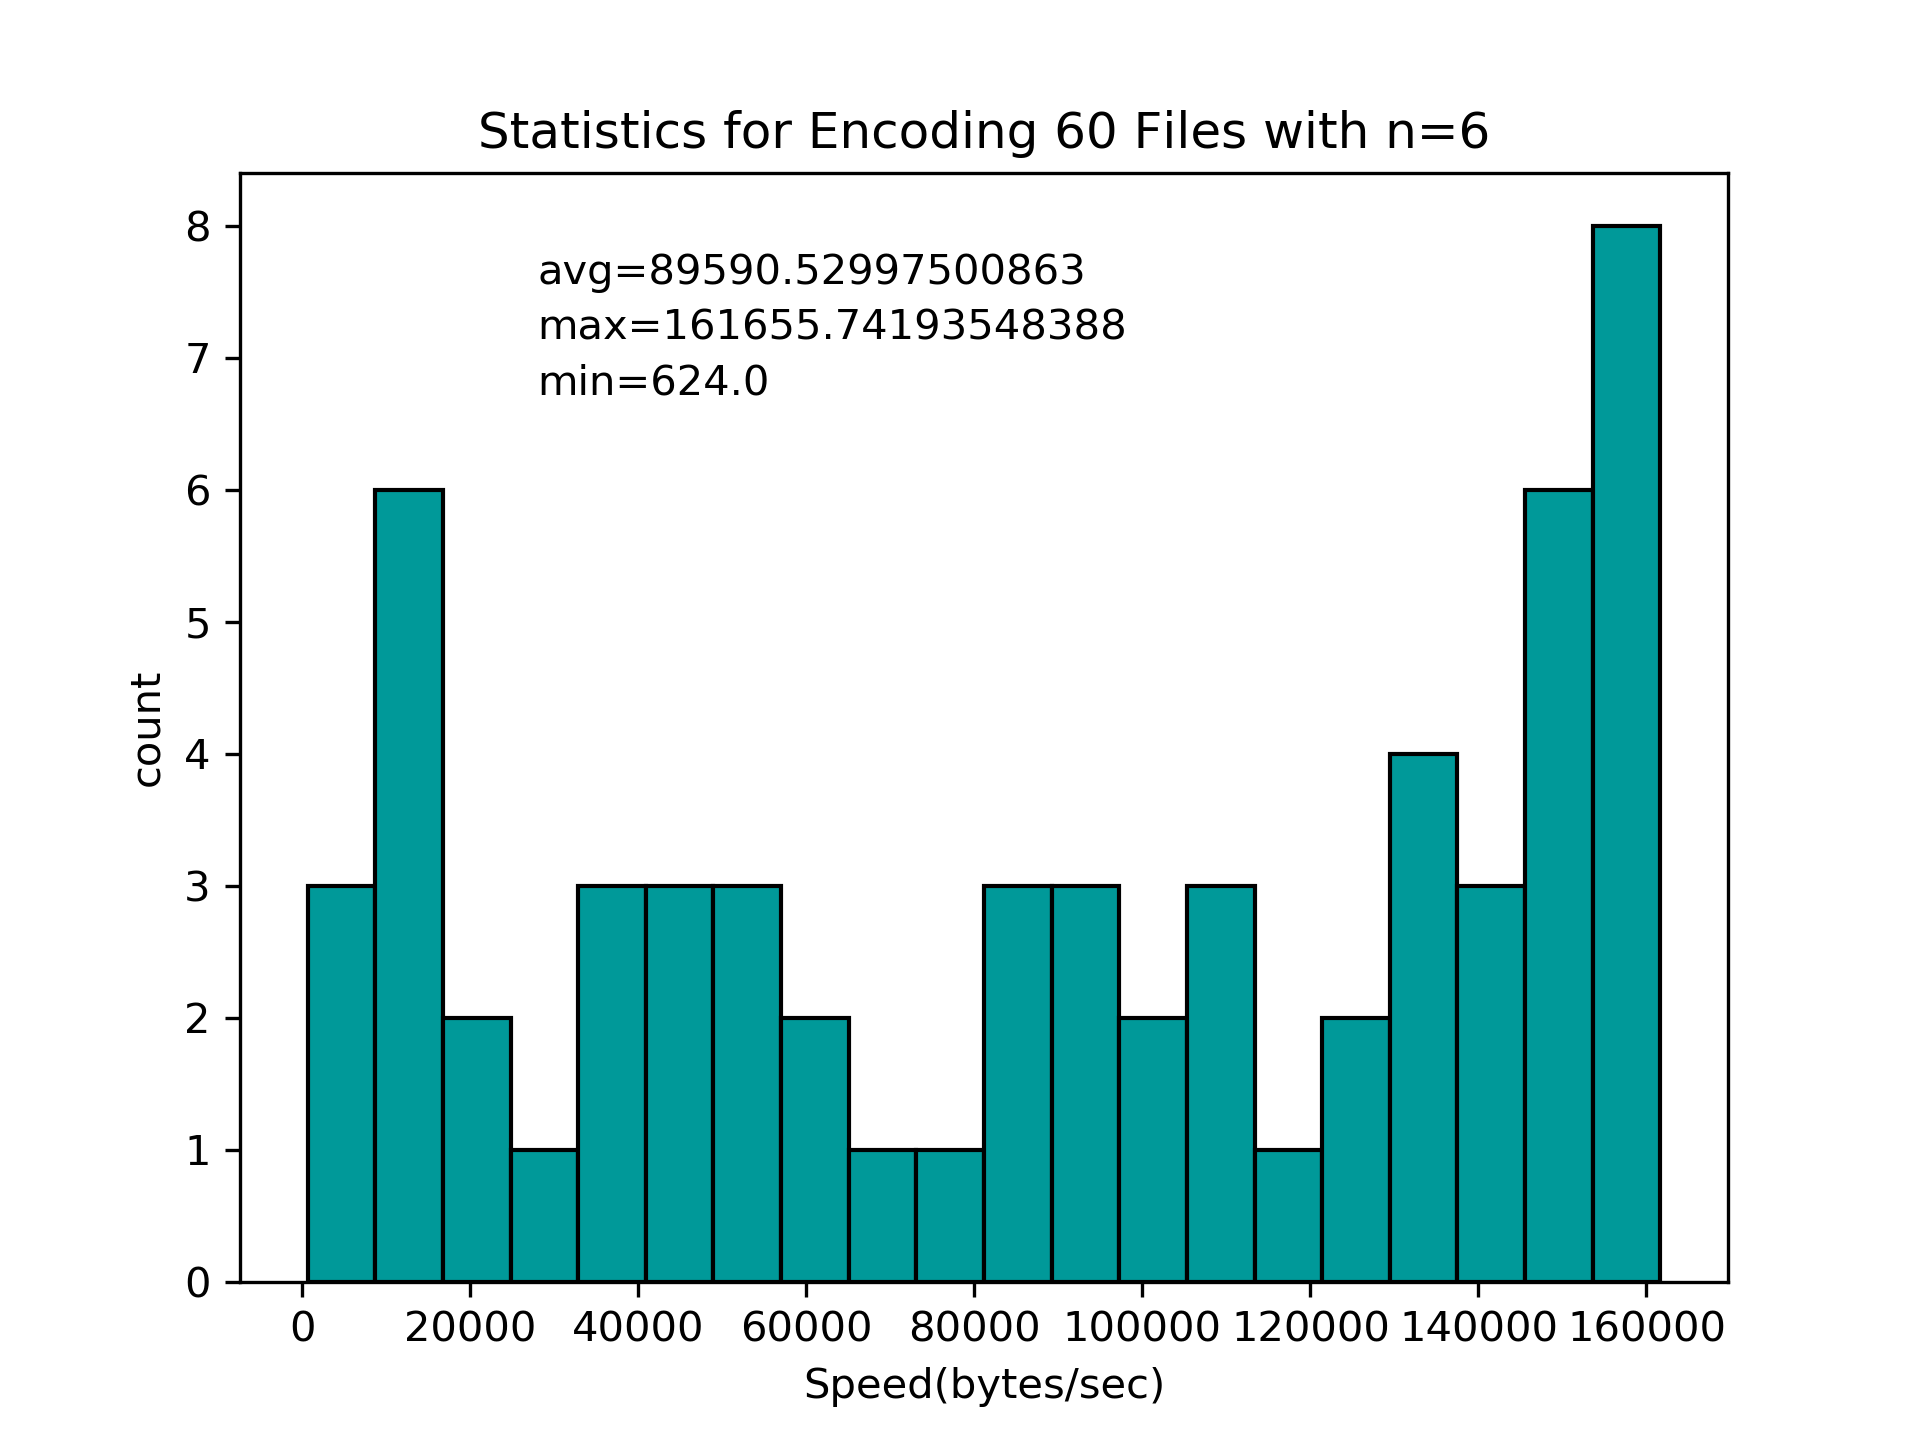 Statistics for Encoding 60 Files with n=6
avg=89590.52997500863
max=161655.74193548388
min=624.0
8
7
6
5
4
3
2
1
0
count
0 20000 40000 60000 80000 100000 120000 140000 160000
Speed(bytes/sec)